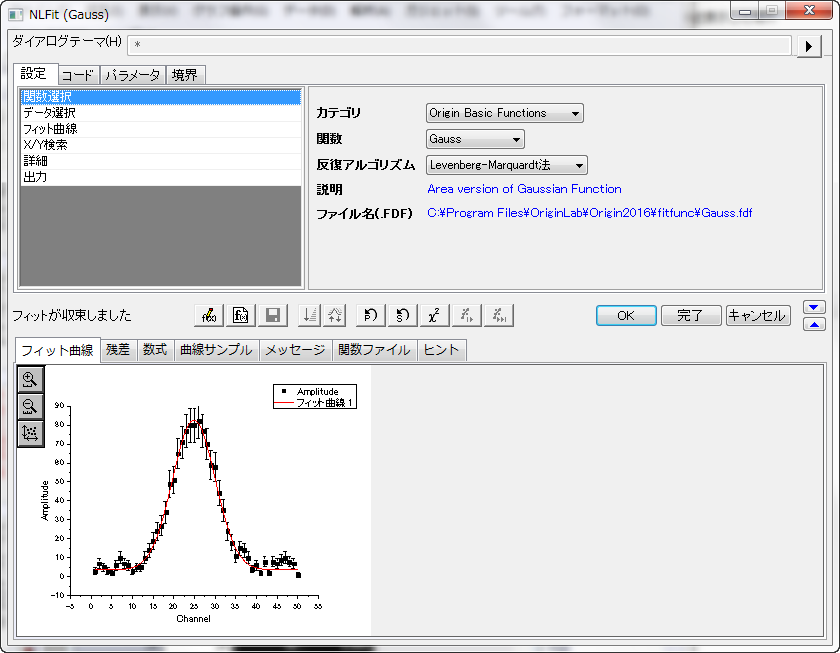 NLFit (Gauss)
ダイアログテーマ(H) *
設定 コード パラメータ 境界
関数選択
データ選択
フィット曲線
X/Y検索
詳細
出力
カテゴリ Origin Basic Functions
関数 Gauss
反復アルゴリズム Levenberg-Marquardt法
説明 Area version of Gaussian Function
ファイル名(.FDF) C:¥Program Files¥OriginLab¥Origin2016¥fitfunc¥Gauss.fdf
フィットが収束しました
OK 完了 キャンセル
フィット曲線 残差 数式 曲線サンプル メッセージ 関数ファイル ヒント
Amplitude
フィット曲線 1
90
80
70
60
50
40
30
20
10
0
-10
Amplitude
-5 0 5 10 15 20 25 30 35 40 45 50 55
Channel